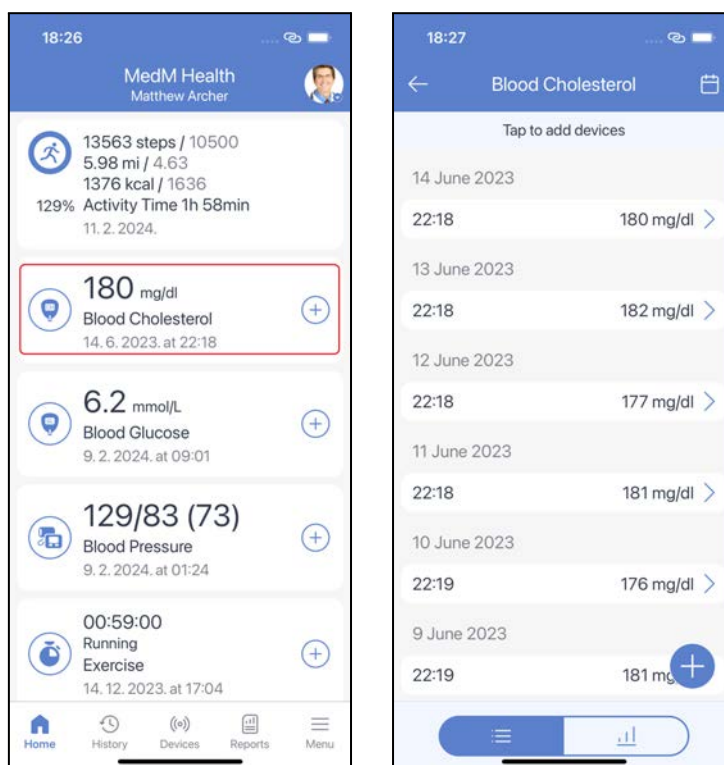 18:26
MedM Health
Matthew Archer
13563 steps / 10500
5.98 mi / 4.63
1376 kcal / 1636
129% Activity Time 1h 58min
11. 2. 2024.
180 mg/dl
Blood Cholesterol
14. 6. 2023. at 22:18
6.2 mmol/L
Blood Glucose
9. 2. 2024. at 09:01
129/83 (73)
Blood Pressure
9. 2. 2024. at 01:24
00:59:00
Running
Exercise
14. 12. 2023. at 17:04
Home History Devices Reports Menu
18:27
Blood Cholesterol
Tap to add devices
14 June 2023
22:18 180 mg/dl
13 June 2023
22:18 182 mg/dl
12 June 2023
22:18 177 mg/dl
11 June 2023
22:18 181 mg/dl
10 June 2023
22:19 176 mg/dl
9 June 2023
22:19 181